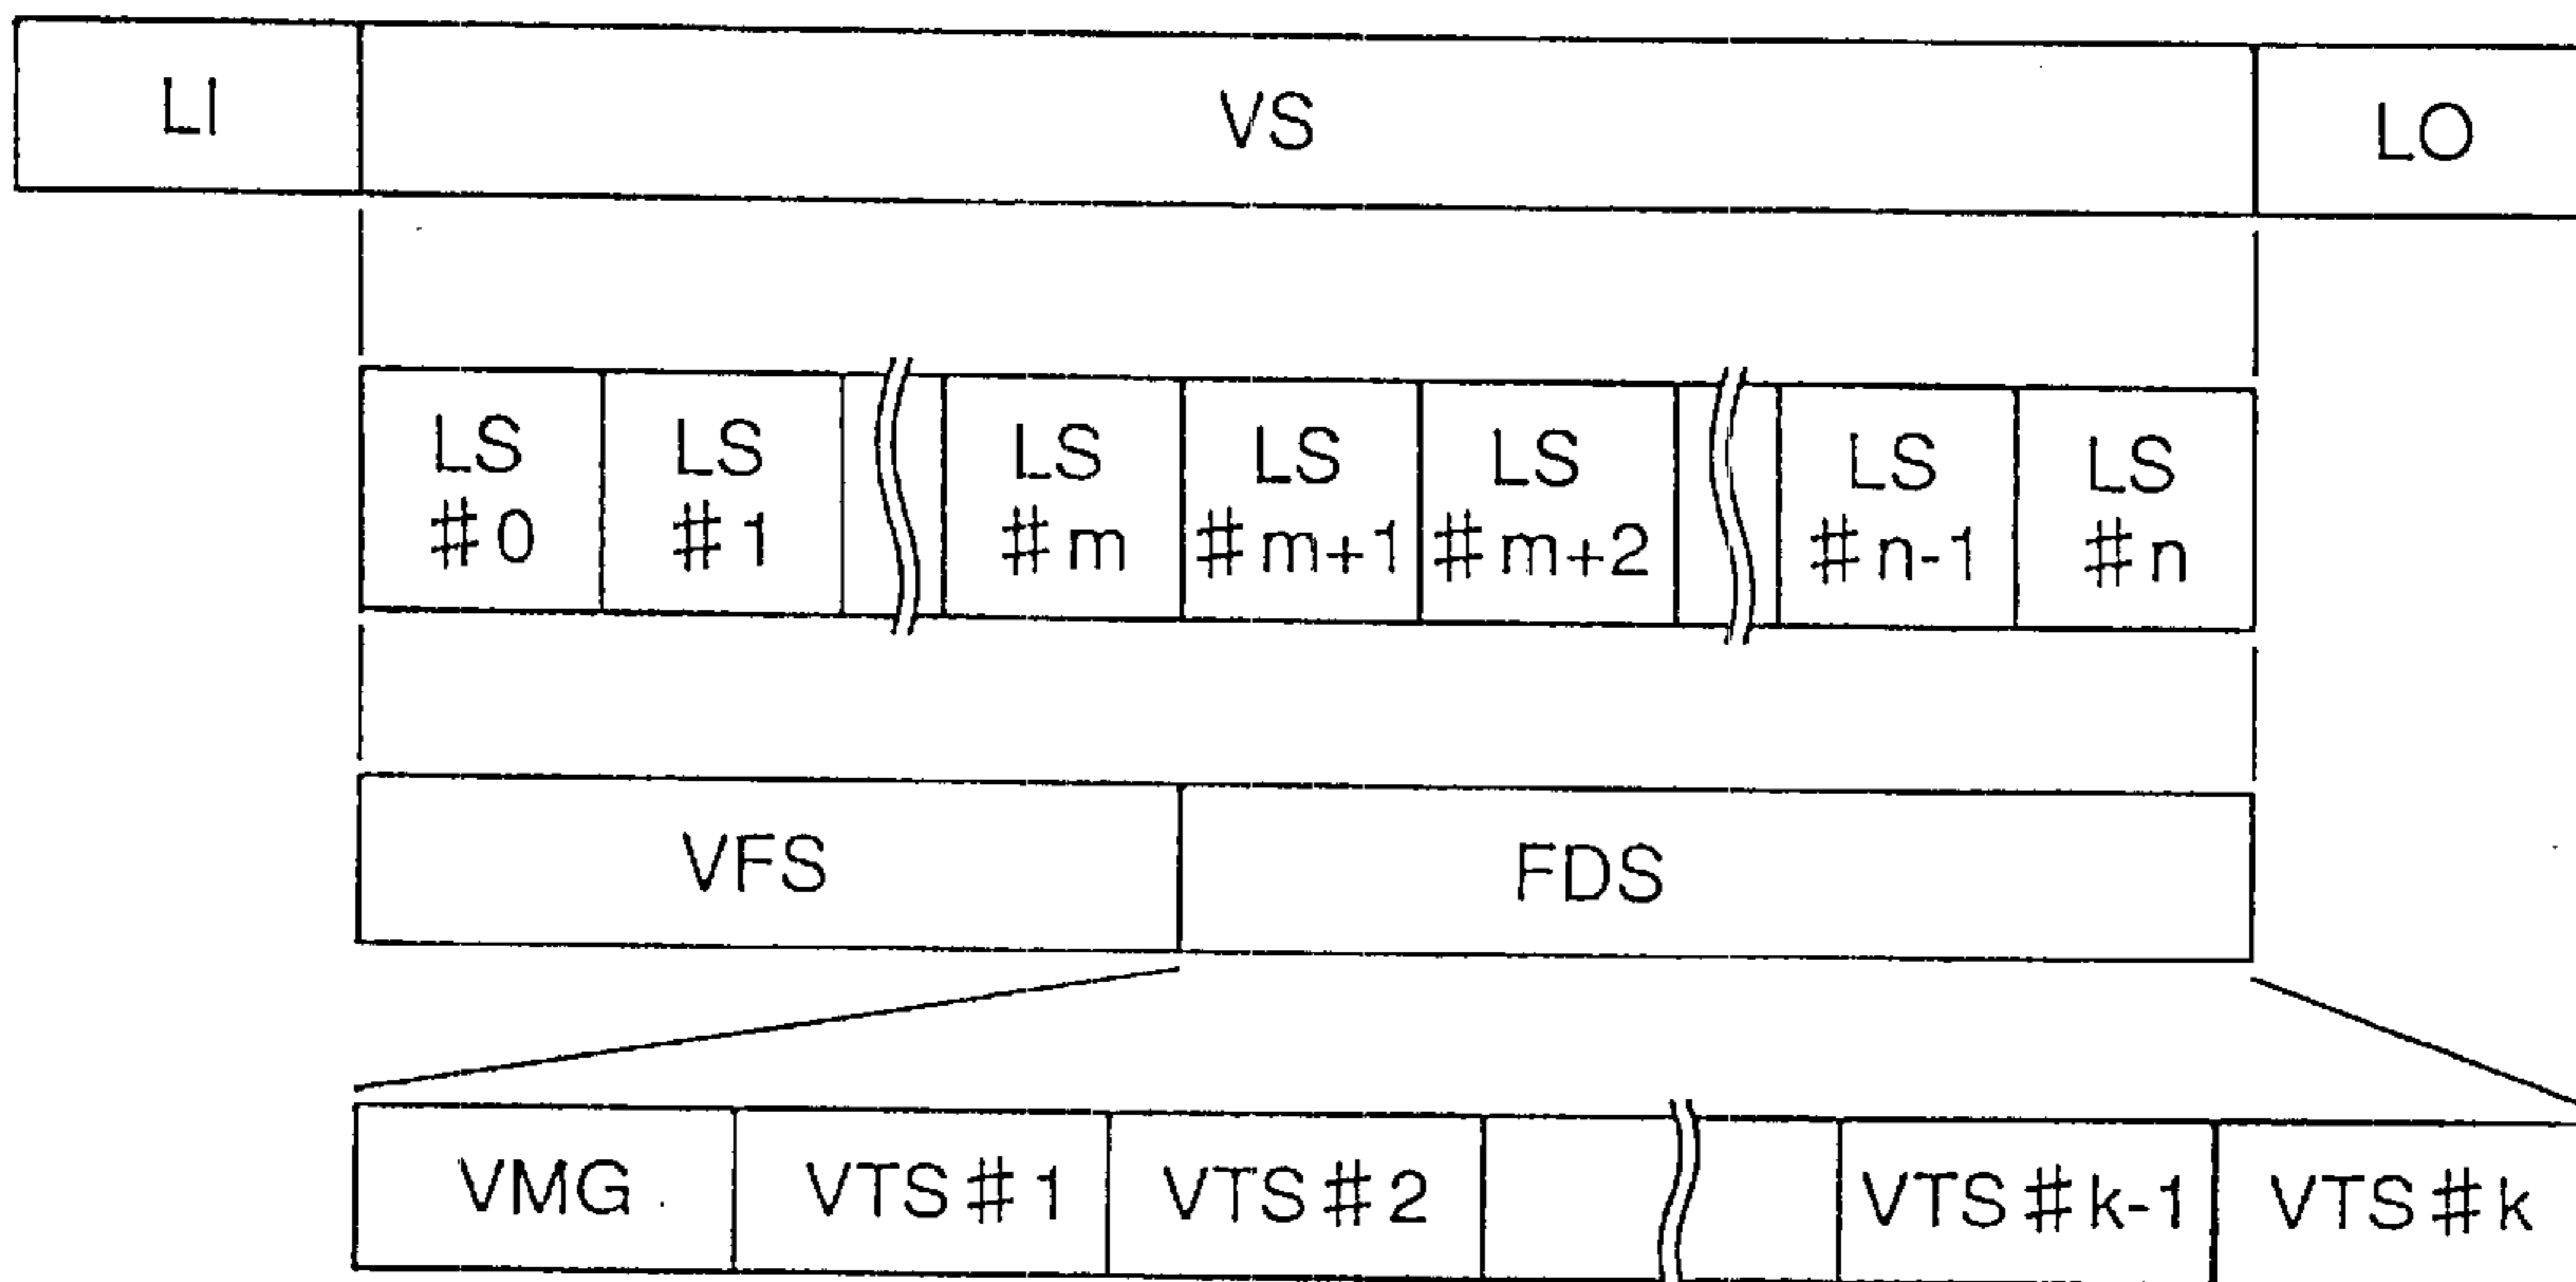 LI VS LO
LS LS LS LS LS LS LS
#0 #1 #m #m+1 #m+2 #n-1 #n
VFS FDS
VMG VTS#1 VTS#2 VTS#k-1 VTS#k